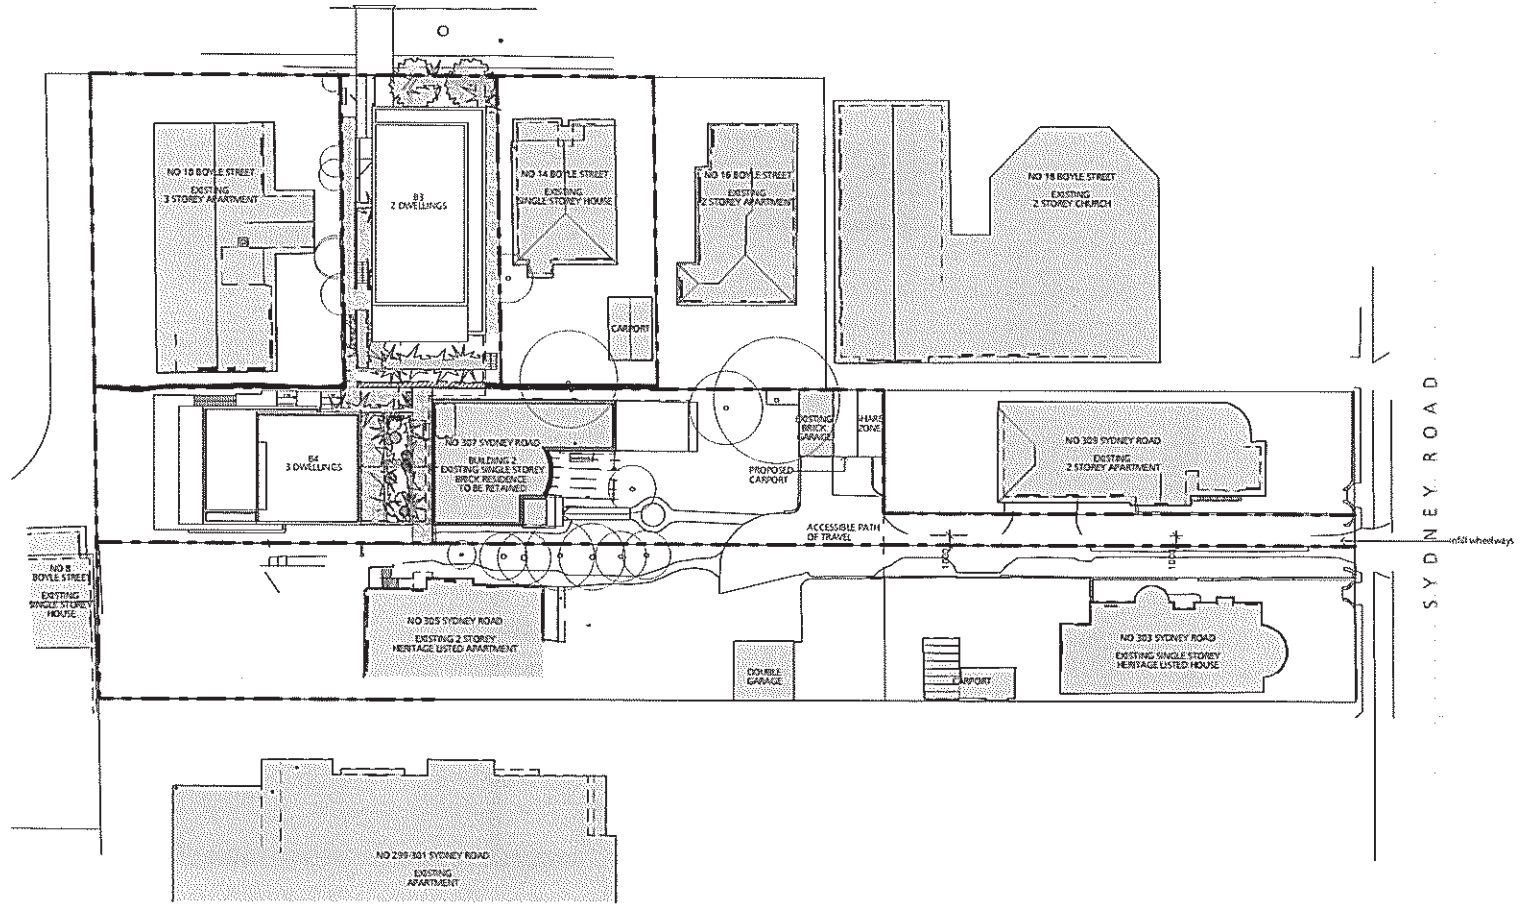 NO 10 BOYLE STREET
EXISTING
3 STOREY APARTMENT
B3
2 DWELLINGS
NO 14 BOYLE STREET
EXISTING
SINGLE STOREY HOUSE
NO 16 BOYLE STREET
EXISTING
2 STOREY APARTMENT
NO 18 BOYLE STREET
EXISTING
2 STOREY CHURCH
CARPORT
B4
3 DWELLINGS
NO 307 SYDNEY ROAD
BUILDING 2
EXISTING SINGLE STOREY
BRICK RESIDENCE
TO BE RETAINED
EXISTING
BRICK
GARAGE
SHARE
ZONE
PROPOSED
CARPORT
NO 309 SYDNEY ROAD
EXISTING
2 STOREY APARTMENT
SYDNEY ROAD
ACCESSIBLE PATH
OF TRAVEL
infill wheelways
NO 8
BOYLE STREET
EXISTING
SINGLE STOREY
HOUSE
NO 305 SYDNEY ROAD
EXISTING 2 STOREY
HERITAGE LISTED APARTMENT
DOUBLE
GARAGE
CARPORT
NO 303 SYDNEY ROAD
EXISTING SINGLE STOREY
HERITAGE LISTED HOUSE
NO 299-301 SYDNEY ROAD
EXISTING
APARTMENT